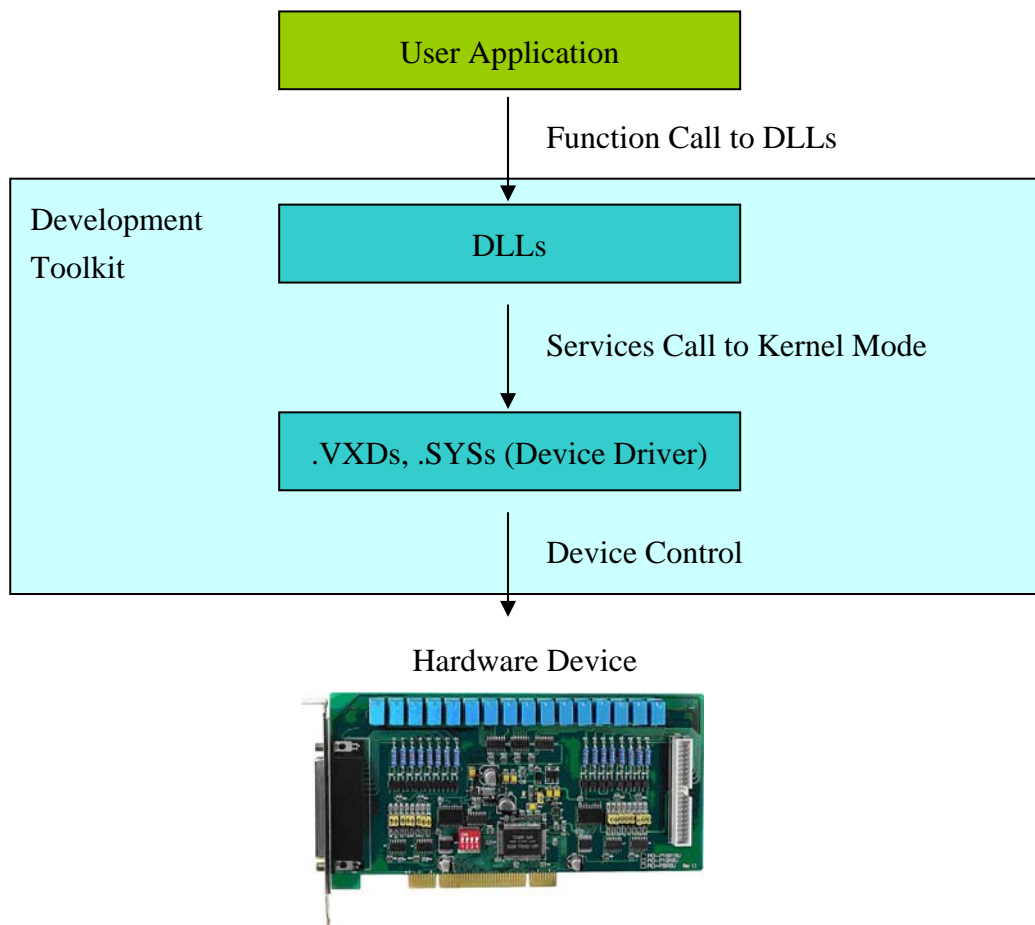 User Application
Function Call to DLLs
Development
Toolkit
DLLs
Services Call to Kernel Mode
.VXDs, .SYSs (Device Driver)
Device Control
Hardware Device